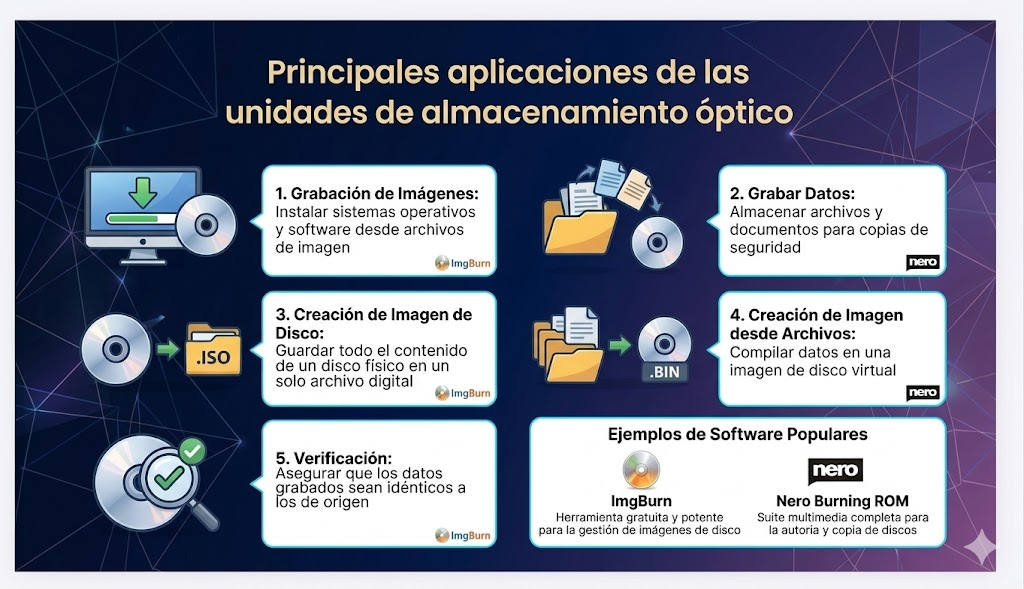 Principales aplicaciones de las
unidades de almacenamiento óptico
1. Grabación de Imágenes:
Instalar sistemas operativos
y software desde archivos
de imagen
ImgBurn
2. Grabar Datos:
Almacenar archivos y
documentos para copias de
seguridad
nero
.ISO
3. Creación de Imagen de
Disco:
Guardar todo el contenido
de un disco físico en un
solo archivo digital
ImgBurn
.BIN
4. Creación de Imagen
desde Archivos:
Compilar datos en una
imagen de disco virtual
nero
5. Verificación:
Asegurar que los datos
grabados sean idénticos a
los de origen
ImgBurn
Ejemplos de Software Populares
ImgBurn
Herramienta gratuita y potente
para la gestión de imágenes de disco
nero
Nero Burning ROM
Suite multimedia completa para
la autoria y copia de discos